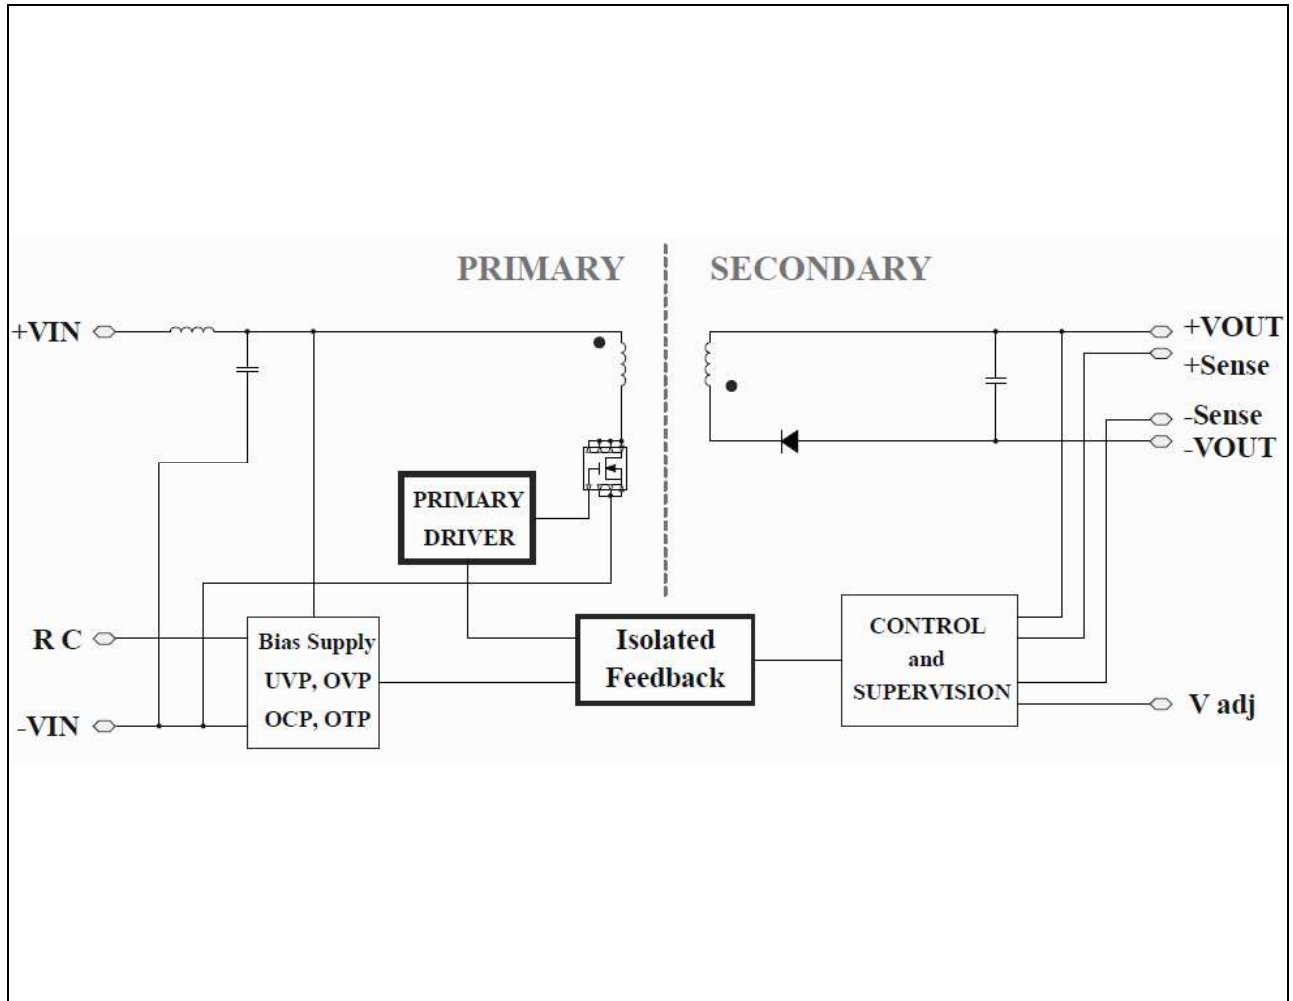 PRIMARY
SECONDARY
+VIN
+VOUT
+Sense
-Sense
-VOUT
PRIMARY
DRIVER
R C
Bias Supply
UVP, OVP
OCP, OTP
-VIN
Isolated
Feedback
CONTROL
and
SUPERVISION
V adj